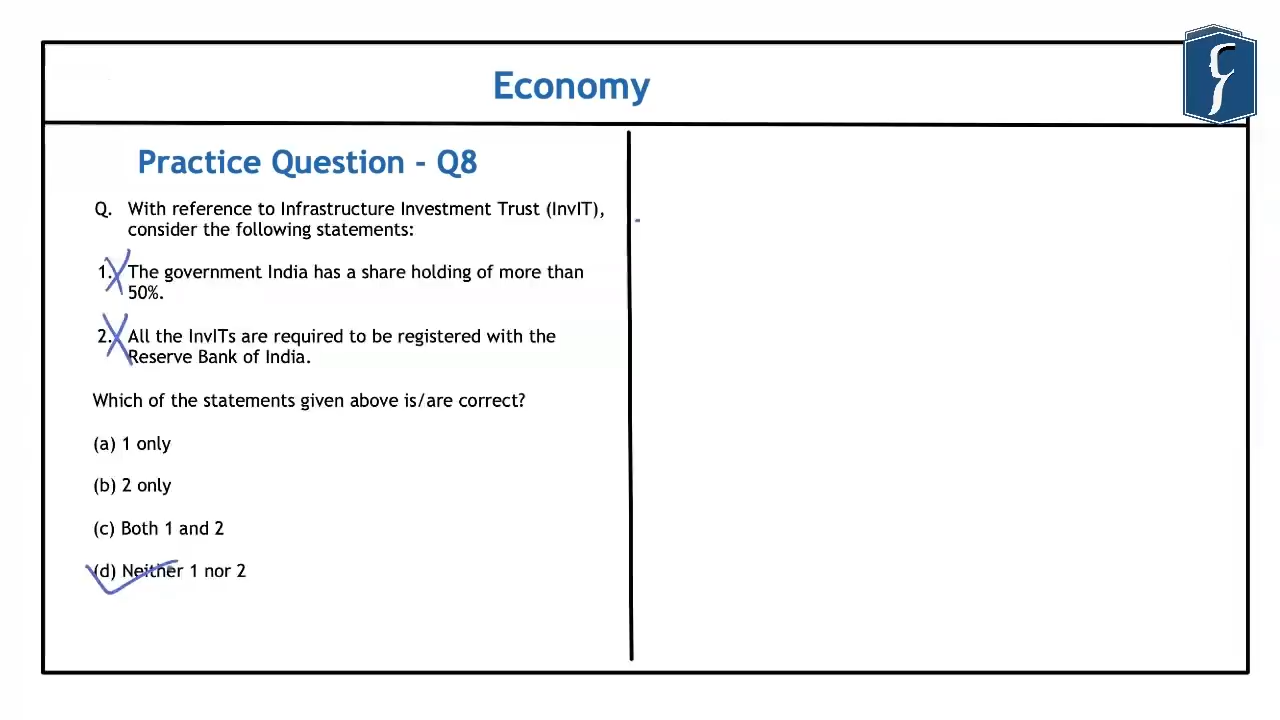 Economy
Practice Question - Q8
Q. With reference to Infrastructure Investment Trust (InvIT),
consider the following statements:
1. The government India has a share holding of more than
50%.
2. All the InvITs are required to be registered with the
Reserve Bank of India.
Which of the statements given above is/are correct?
(a) 1 only
(b) 2 only
(c) Both 1 and 2
(d) Neither 1 nor 2